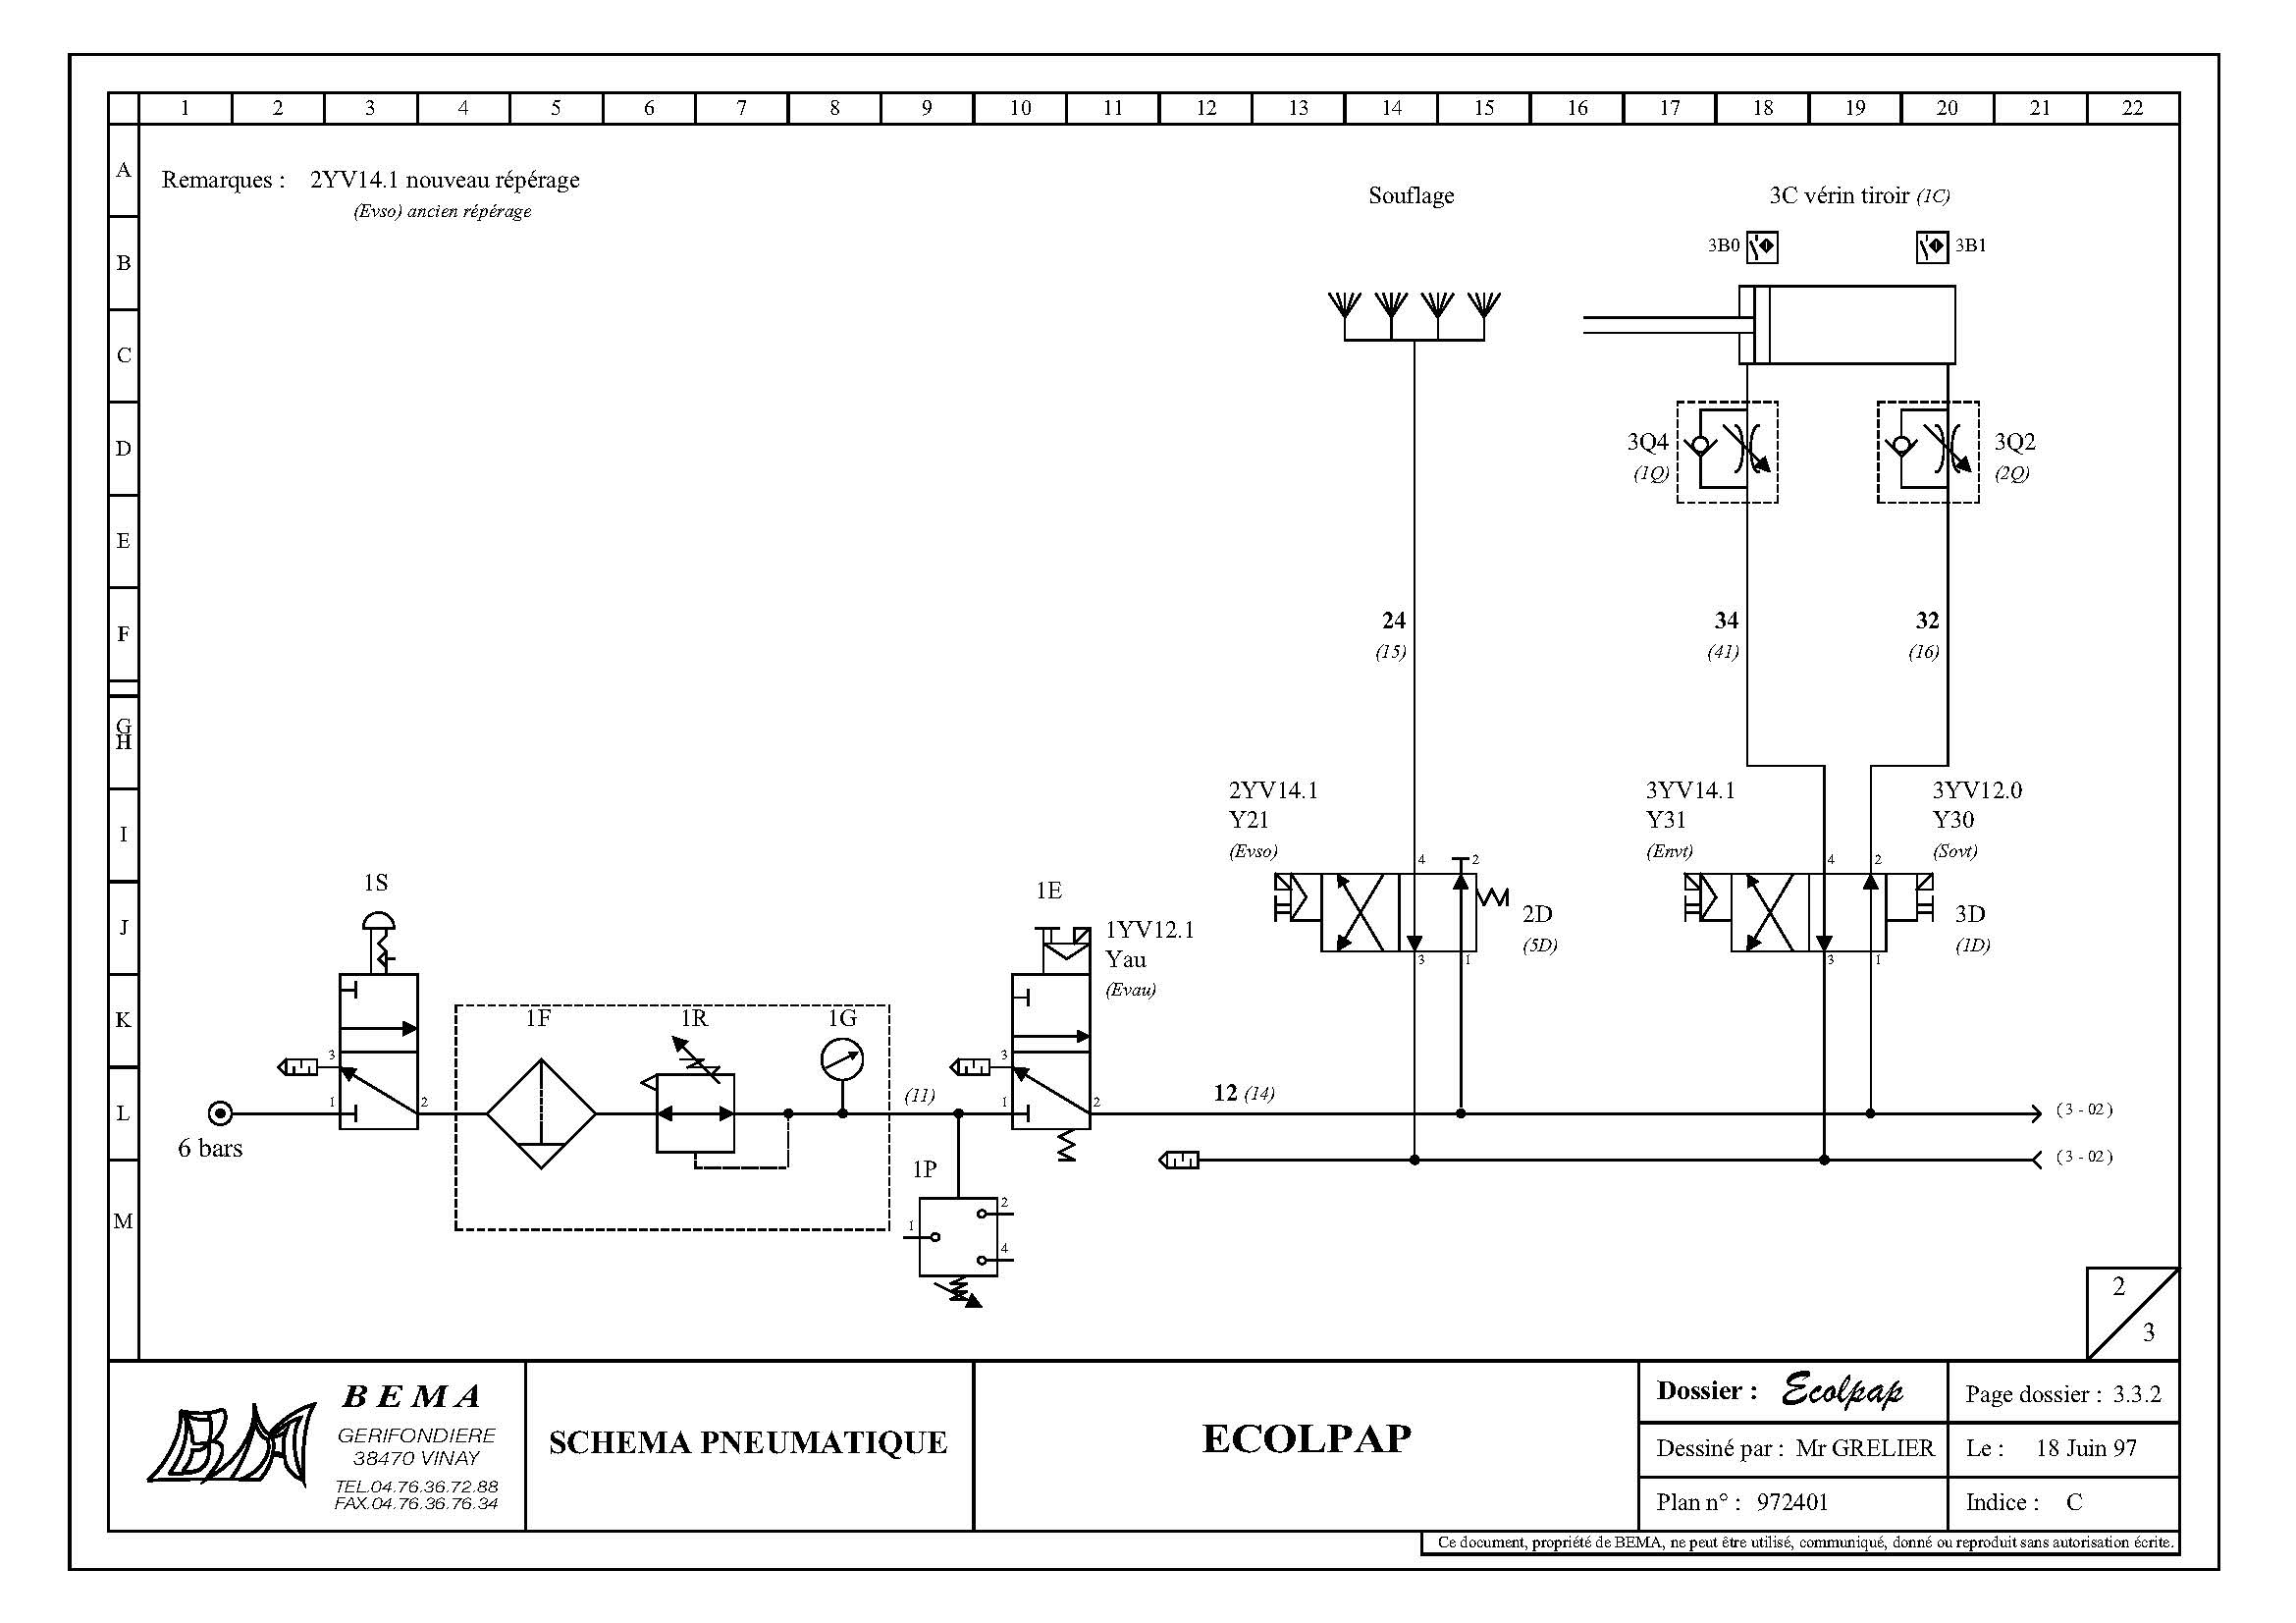 1 2 3 4 5 6 7 8 9 10 11 12 13 14 15 16 17 18 19 20 21 22
A
B
C
D
E
F
G
H
I
J
K
L
M
Remarques : 2YV14.1 nouveau répérage
(Evso) ancien répérage
Souflage
3C vérin tiroir (1C)
3B0
3B1
3Q4
(1Q)
3Q2
(2Q)
24
(15)
34
(41)
32
(16)
2YV14.1
Y21
(Evso)
3YV14.1
Y31
(Envt)
3YV12.0
Y30
(Sovt)
4
2
3
1
2D
(5D)
4
2
3
1
3D
(1D)
1S
3
1
2
6 bars
1F
1R
1G
(11)
1E
1YV12.1
Yau
(Evau)
3
1
2
12 (14)
( 3 - 02 )
( 3 - 02 )
1P
1
2
4
2
3
BEMA
GERIFONDIERE
38470 VINAY
TEL.04.76.36.72.88
FAX.04.76.36.76.34
SCHEMA PNEUMATIQUE
ECOLPAP
Dossier : Ecolpap
Page dossier : 3.3.2
Dessiné par : Mr GRELIER
Le : 18 Juin 97
Plan n° : 972401
Indice : C
Ce document, propriété de BEMA, ne peut être utilisé, communiqué, donné ou reproduit sans autorisation écrite.